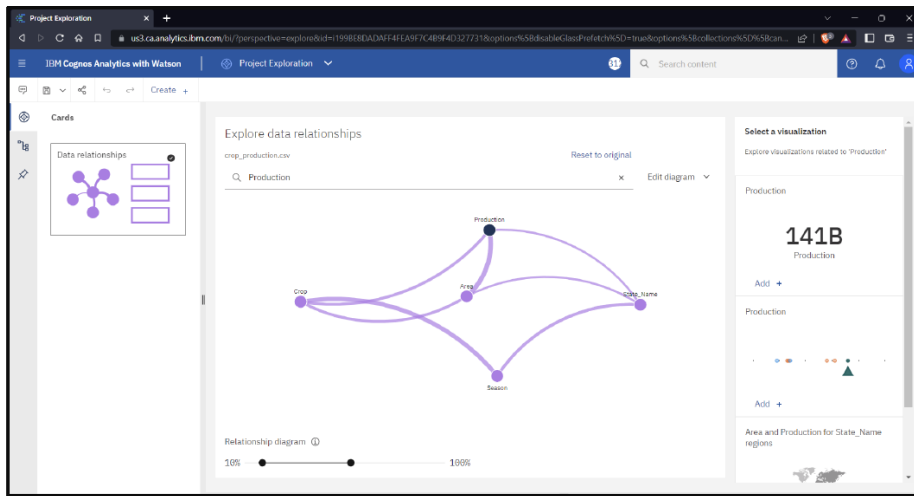 Project Exploration
us3.ca.analytics.ibm.com/bi/?perspective=explore&id=i199BE8DADAFF4FEA9F7C4B9F4D327731&options%5BdisableGlassPrefetch%5D=true&options%5Bcollections%5D%5Bcan...
IBM Cognos Analytics with Watson
Project Exploration
Search content
Create +
Cards
Data relationships
Explore data relationships
crop_production.csv
Reset to original
Production
Edit diagram
Production
Crop
Area
State_Name
Season
Relationship diagram
10%
100%
Select a visualization
Explore visualizations related to 'Production'
Production
141B
Production
Add +
Production
Add +
Area and Production for State_Name
regions